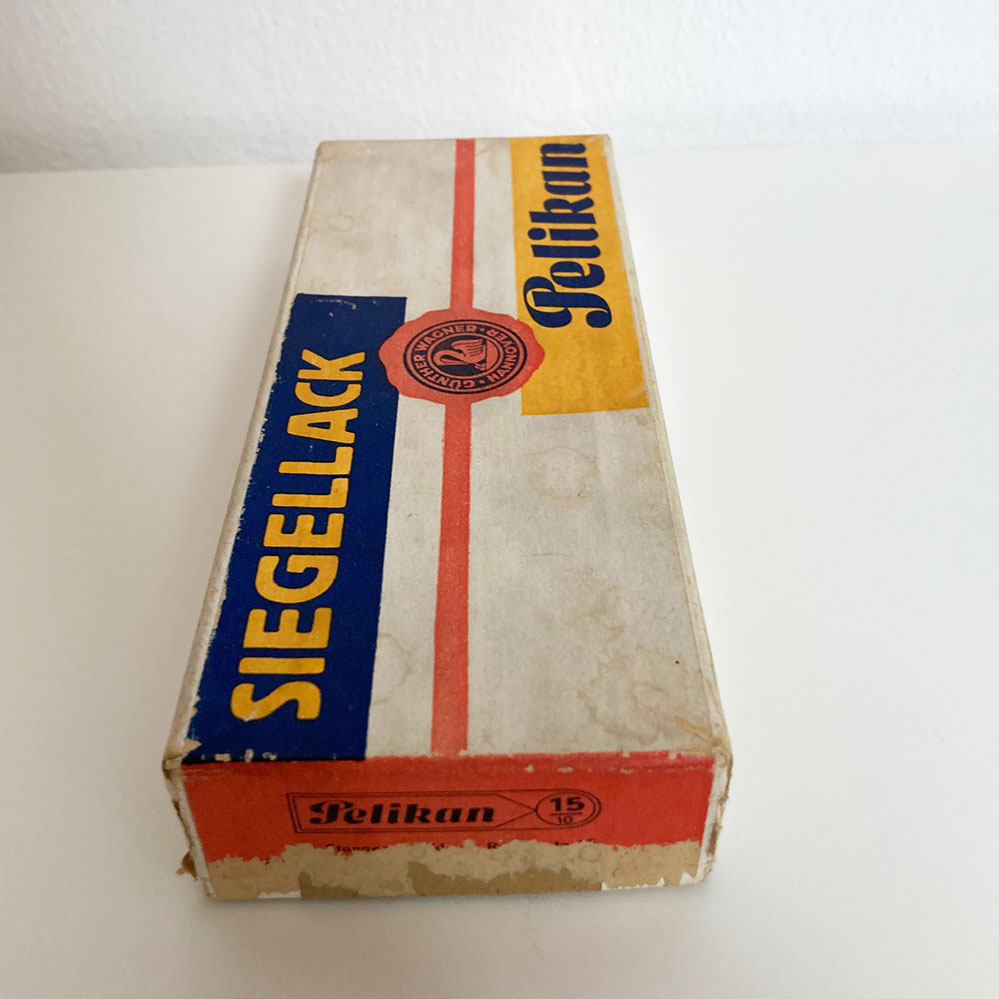 SIEGELLACK
Pelikan
GÜNTHER WAGNER · HANNOVER ·
Pelikan 15/10